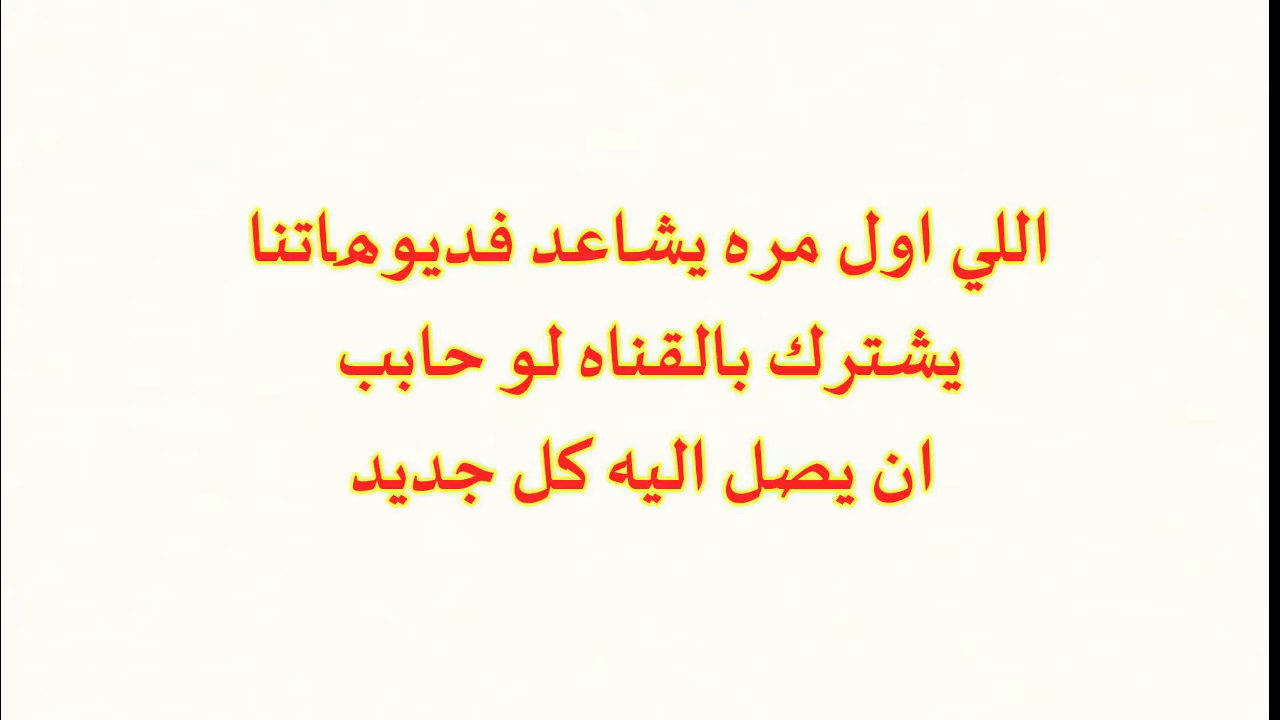 اللي اول مره يشاعد فديوهاتنا
يشترك بالقناه لو حابب
ان يصل اليه كل جديد